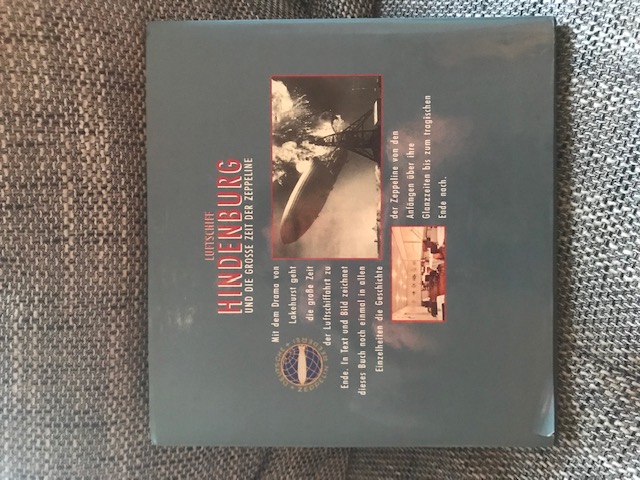 LUFTSCHIFF
HINDENBURG
UND DIE GROSSE ZEIT DER ZEPPELINE
Mit dem Drama von
Lakehurst geht
die große Zeit
der Luftschiffahrt zu
Ende. In Text und Bild zeichnet
dieses Buch noch einmal in allen
Einzelheiten die Geschichte
der Zeppeline von den
Anfängen über ihre
Glanzzeiten bis zum tragischen
Ende nach.
DEUTSCHE